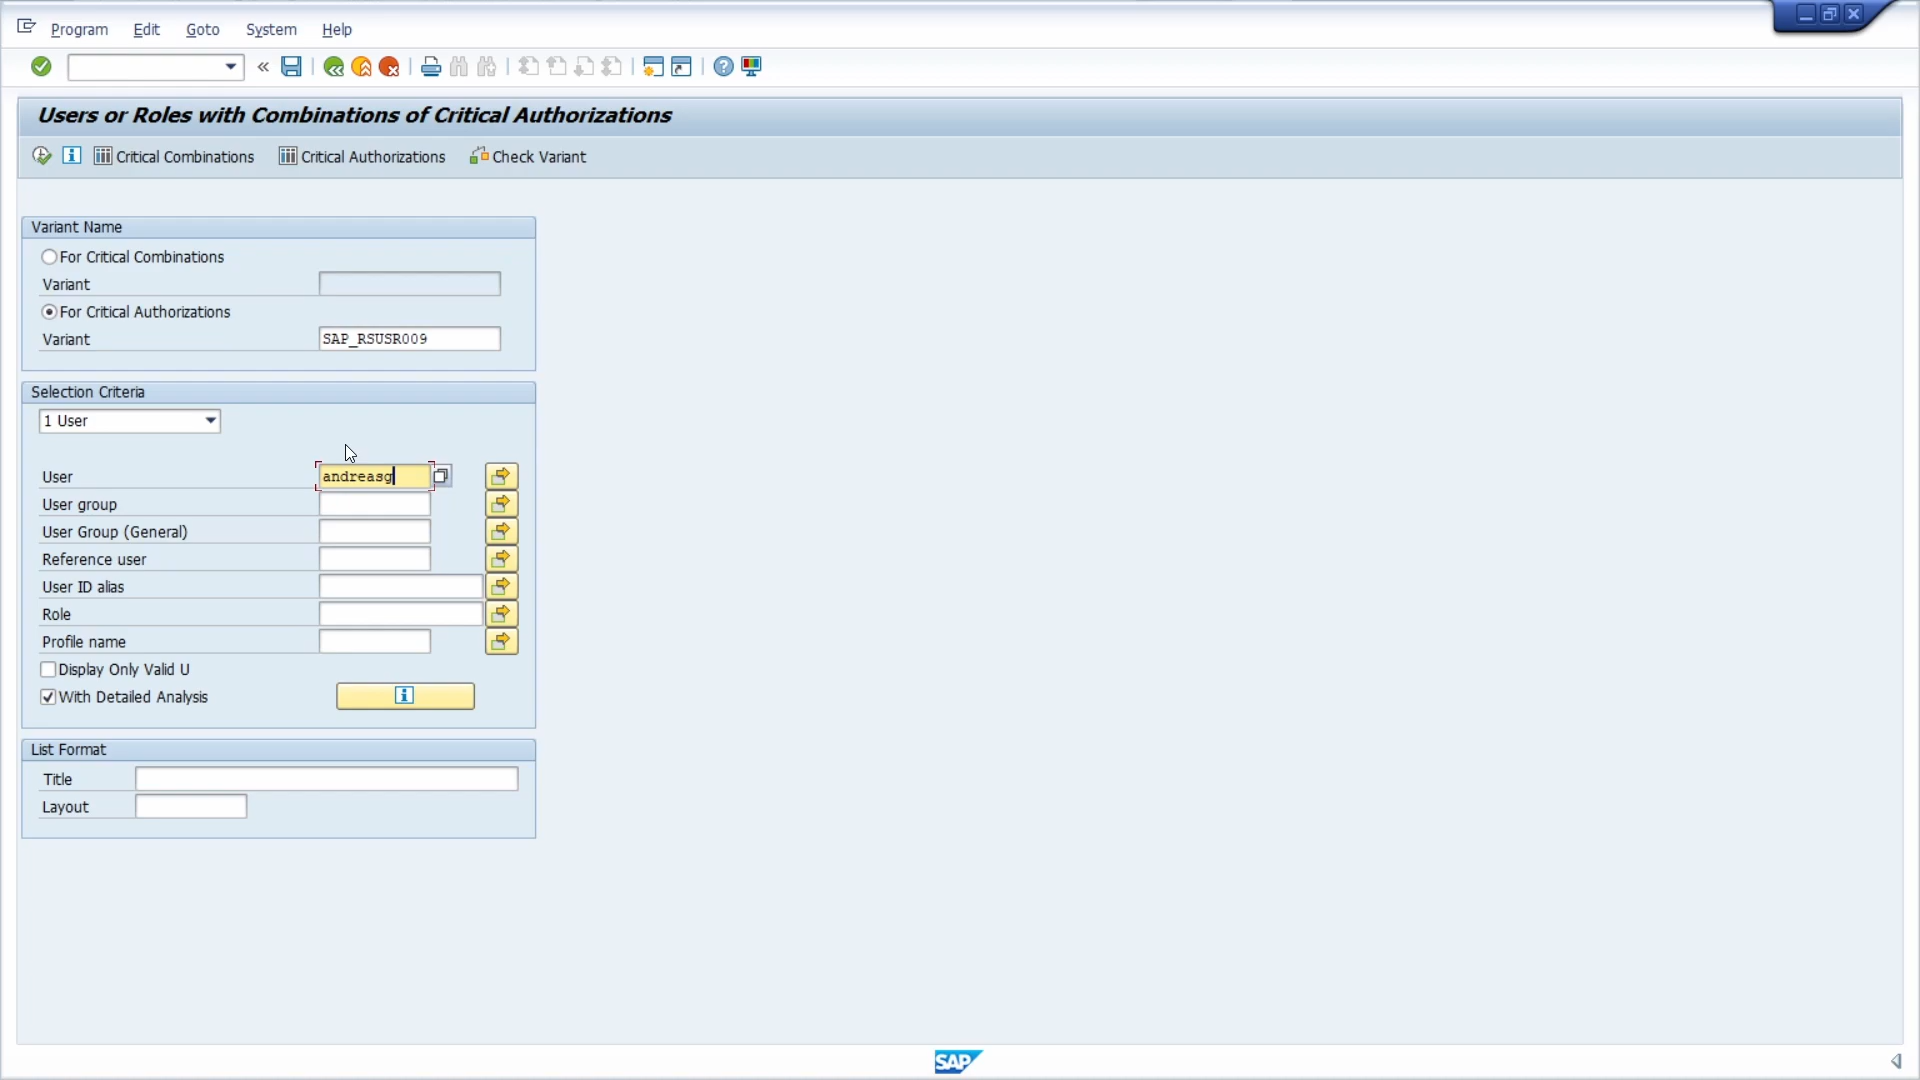 Program Edit Goto System Help
Users or Roles with Combinations of Critical Authorizations
Critical Combinations Critical Authorizations Check Variant
Variant Name
For Critical Combinations
Variant
For Critical Authorizations
Variant SAP_RSUSR009
Selection Criteria
1 User
User andreasg
User group
User Group (General)
Reference user
User ID alias
Role
Profile name
Display Only Valid U
With Detailed Analysis
List Format
Title
Layout
SAP